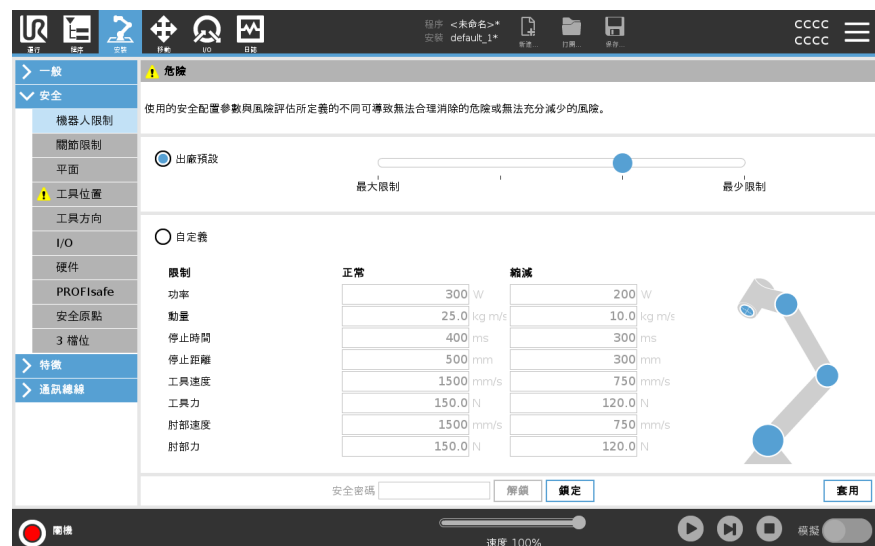 程序 <未命名>*
安裝 default_1*
新建...
打開...
保存...
CCCC
CCCC
運行
程序
安裝
移動
I/O
日誌
一般
安全
機器人限制
關節限制
平面
工具位置
工具方向
I/O
硬件
PROFIsafe
安全原點
3 檔位
特徵
通訊總線
危險
使用的安全配置參數與風險評估所定義的不同可導致無法合理消除的危險或無法充分減少的風險。
出廠預設
最大限制 最少限制
自定義
限制 正常 縮減
功率 300 W 200 W
動量 25.0 kg m/s 10.0 kg m/s
停止時間 400 ms 300 ms
停止距離 500 mm 300 mm
工具速度 1500 mm/s 750 mm/s
工具力 150.0 N 120.0 N
肘部速度 1500 mm/s 750 mm/s
肘部力 150.0 N 120.0 N
安全密碼 解鎖 鎖定 套用
關機
速度 100%
模擬